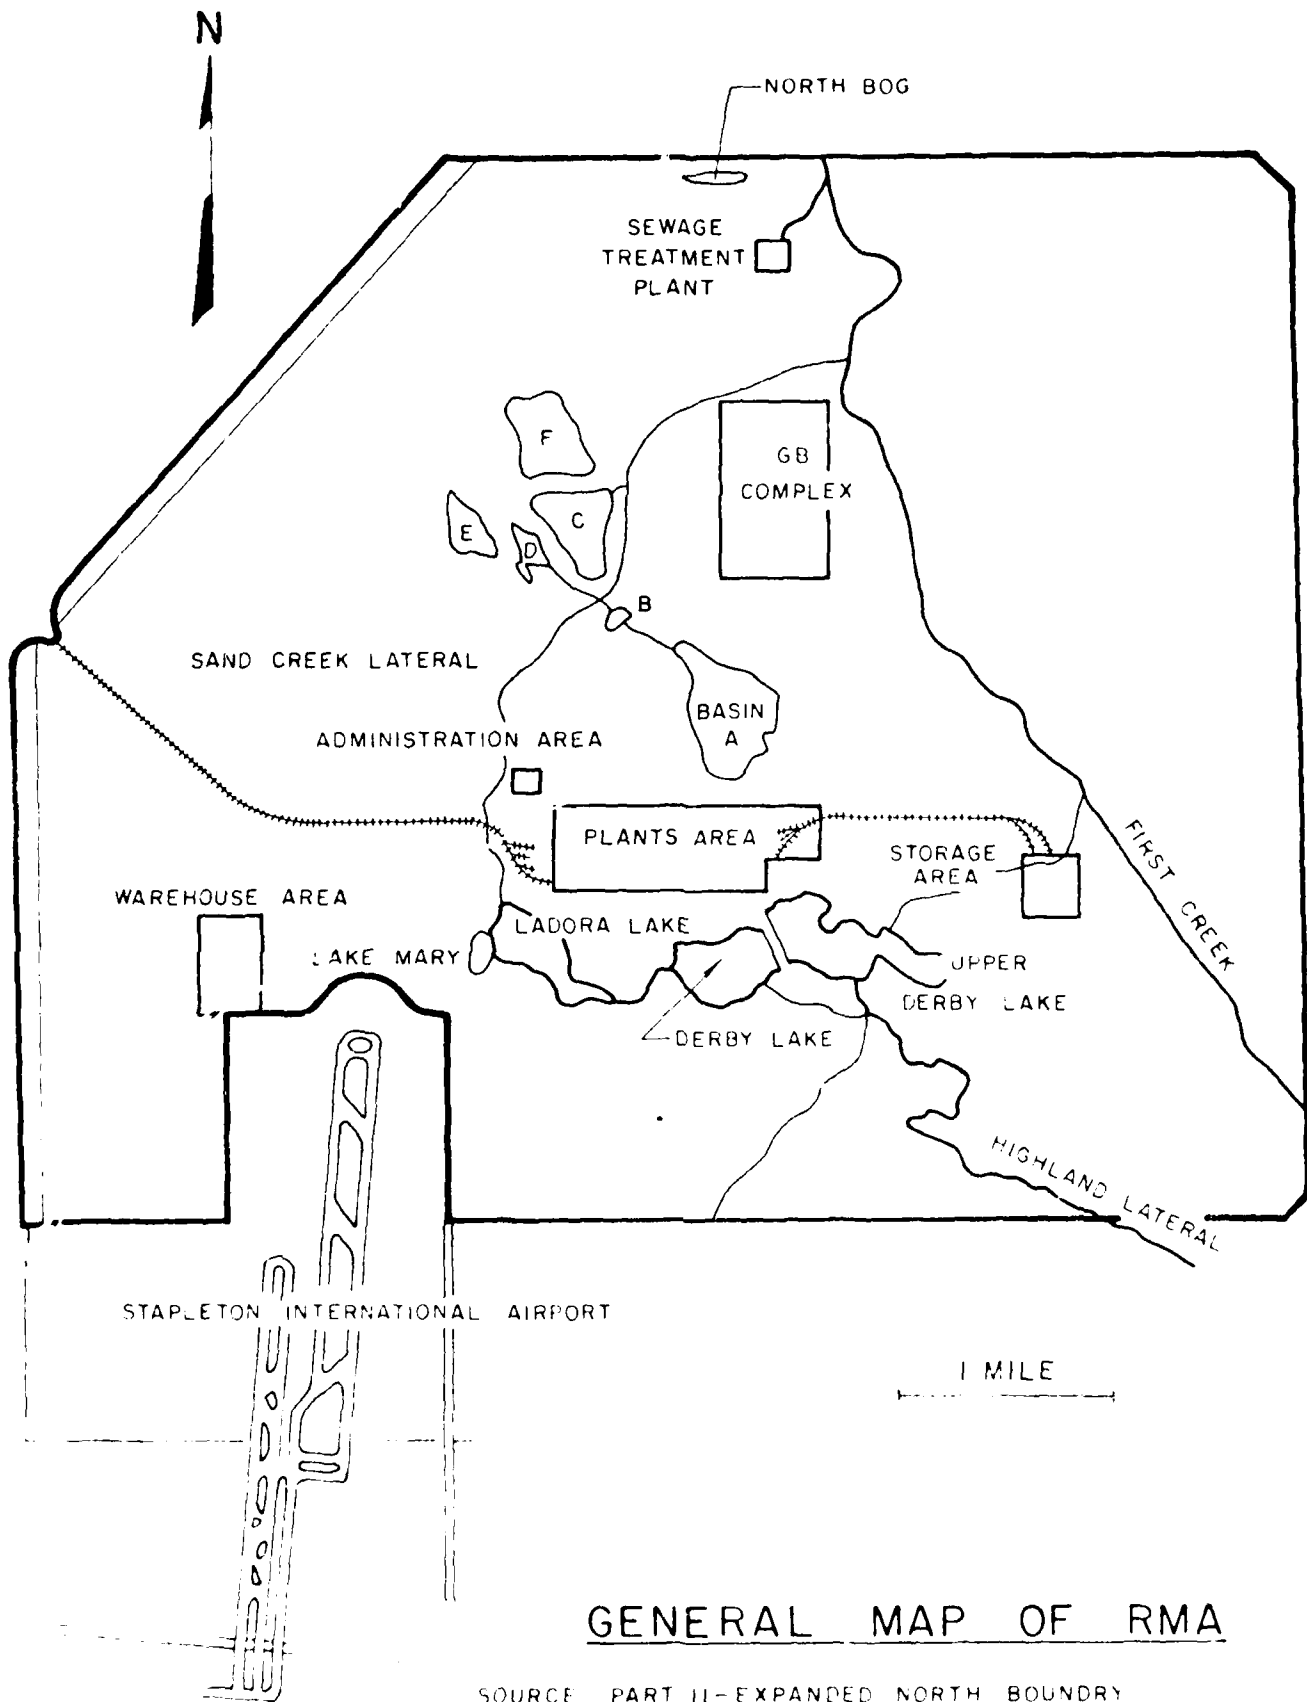 N
NORTH BOG
SEWAGE
TREATMENT
PLANT
F
GB
COMPLEX
C
E
D
B
SAND CREEK LATERAL
BASIN
A
ADMINISTRATION AREA
PLANTS AREA
STORAGE
AREA
FIRST CREEK
WAREHOUSE AREA
LADORA LAKE
LAKE MARY
UPPER
DERBY LAKE
DERBY LAKE
HIGHLAND LATERAL
STAPLETON INTERNATIONAL AIRPORT
1 MILE
GENERAL MAP OF RMA
SOURCE PART II-EXPANDED NORTH BOUNDRY